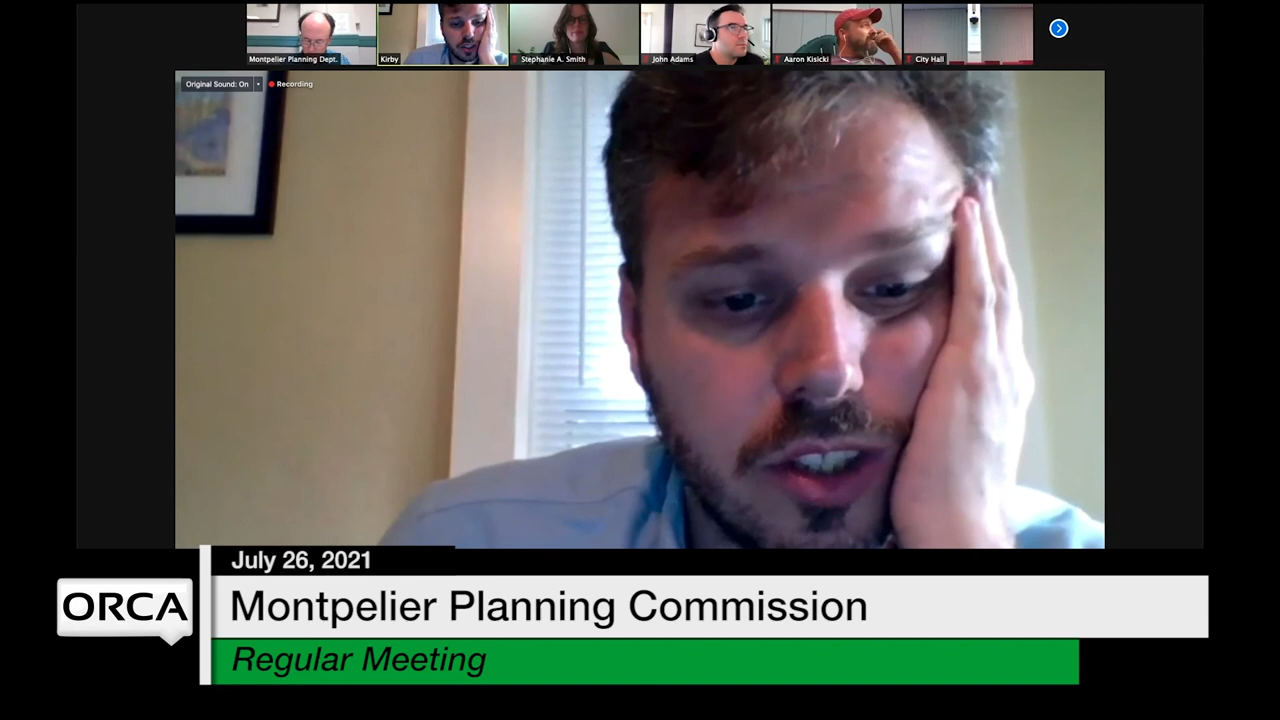 Montpelier Planning Dept.
Kirby
Stephanie A. Smith
John Adams
Aaron Kisicki
City Hall
Original Sound: On
Recording
July 26, 2021
ORCA
Montpelier Planning Commission
Regular Meeting